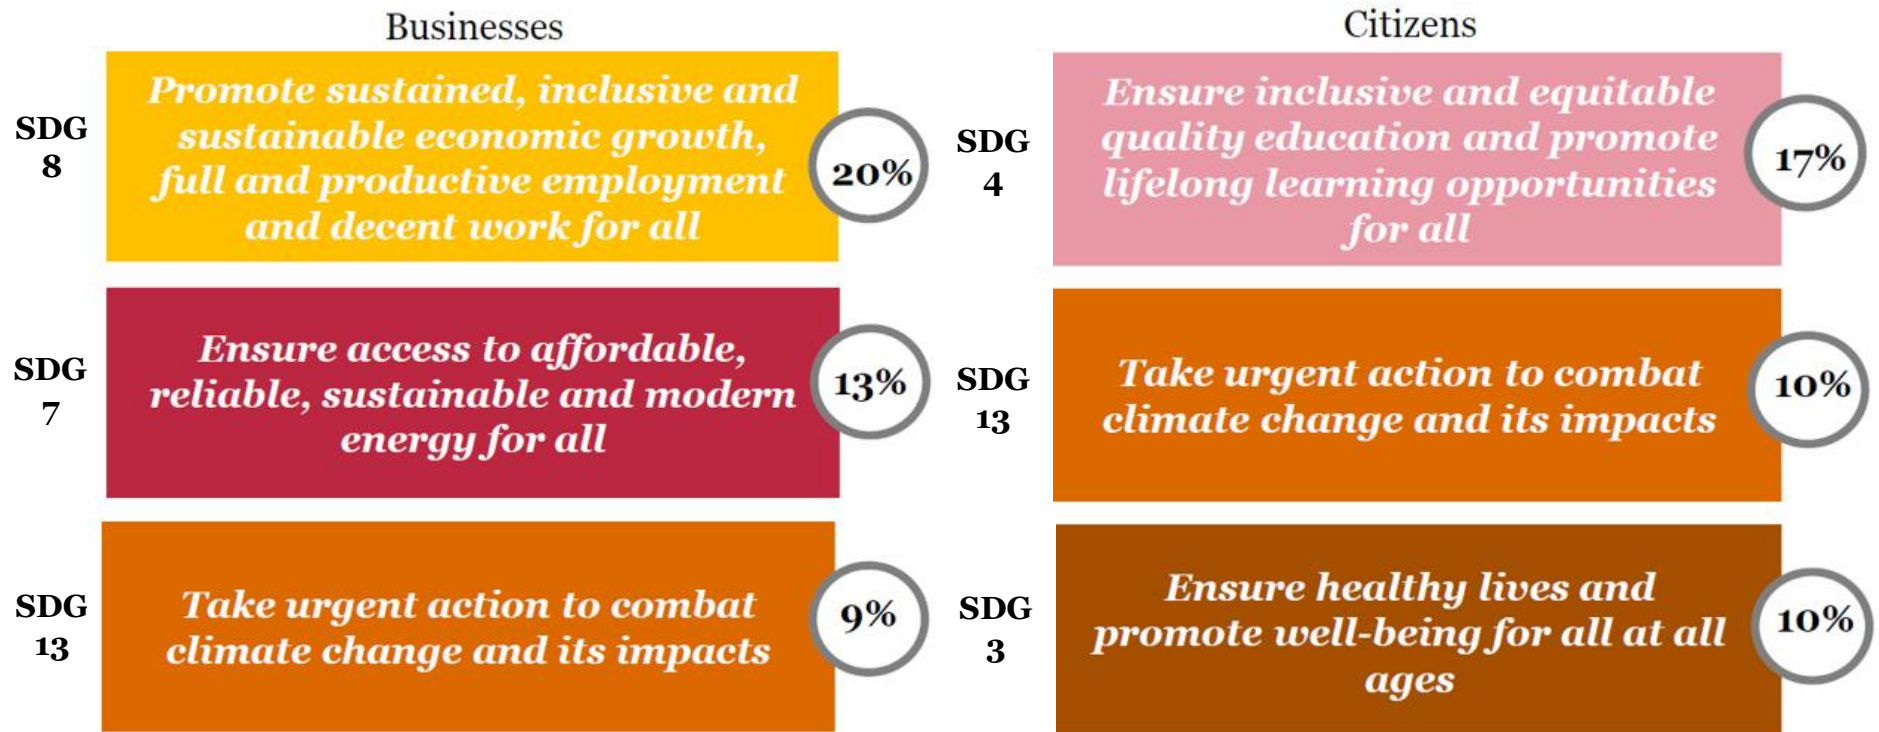 Businesses
SDG
8
Promote sustained, inclusive and
sustainable economic growth,
full and productive employment
and decent work for all
20%
SDG
7
Ensure access to affordable,
reliable, sustainable and modern
energy for all
13%
SDG
13
Take urgent action to combat
climate change and its impacts
9%
Citizens
SDG
4
Ensure inclusive and equitable
quality education and promote
lifelong learning opportunities
for all
17%
SDG
13
Take urgent action to combat
climate change and its impacts
10%
SDG
3
Ensure healthy lives and
promote well-being for all at all
ages
10%